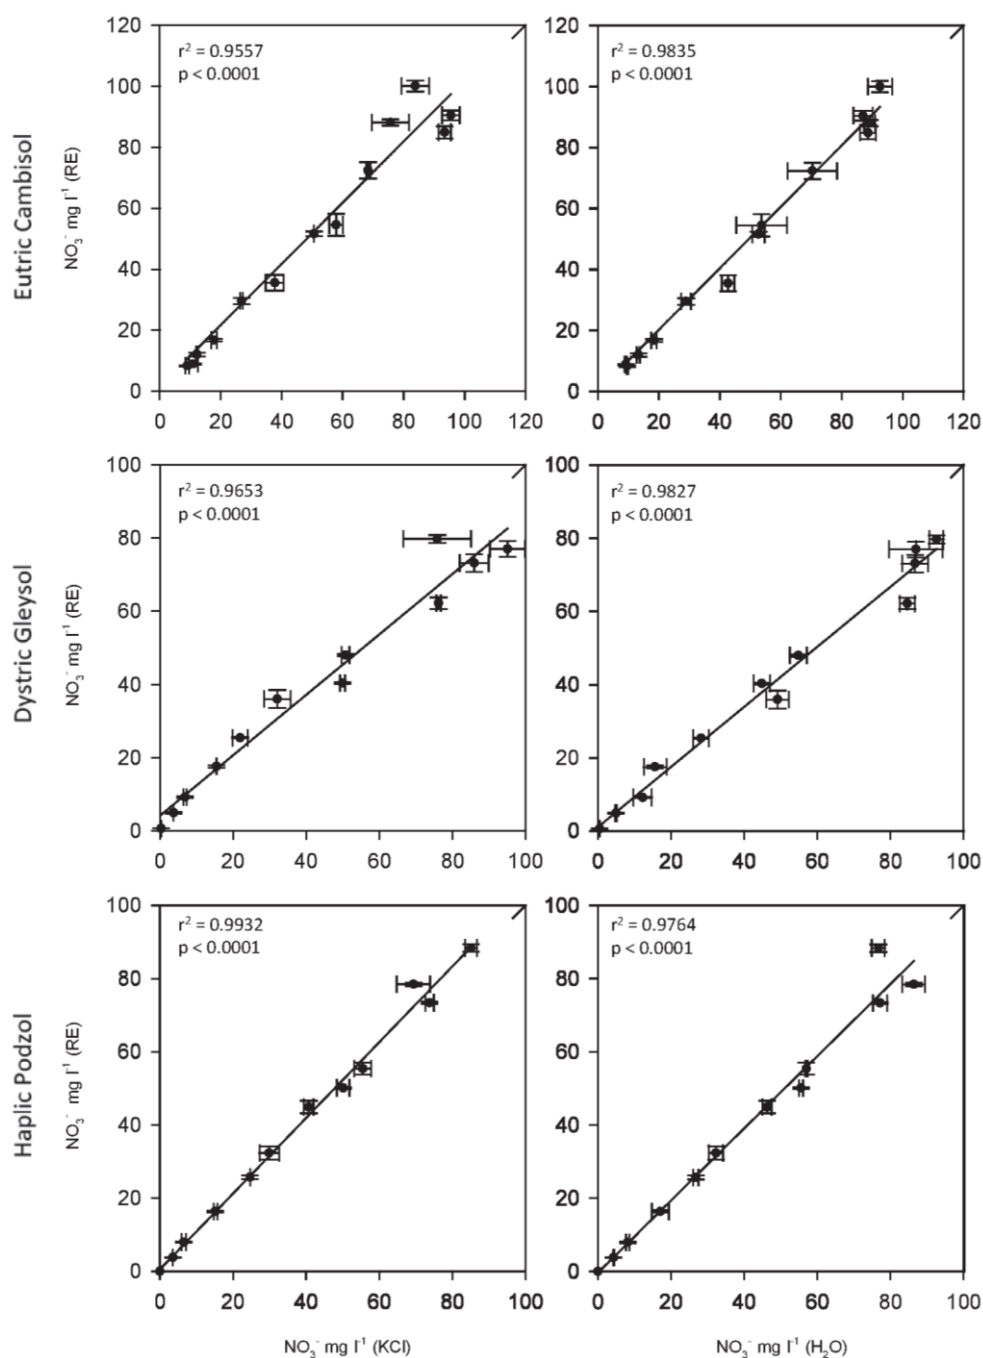 120
100
80
60
40
20
0
r² = 0.9557
p < 0.0001
Eutric Cambisol
NO₃⁻ mg l⁻¹ (RE)
0 20 40 60 80 100 120
120
100
80
60
40
20
0
r² = 0.9835
p < 0.0001
0 20 40 60 80 100 120
100
80
60
40
20
0
r² = 0.9653
p < 0.0001
Dystric Gleysol
NO₃⁻ mg l⁻¹ (RE)
0 20 40 60 80 100
100
80
60
40
20
0
r² = 0.9827
p < 0.0001
0 20 40 60 80 100
100
80
60
40
20
0
r² = 0.9932
p < 0.0001
Haplic Podzol
NO₃⁻ mg l⁻¹ (RE)
0 20 40 60 80 100
NO₃⁻ mg l⁻¹ (KCl)
100
80
60
40
20
0
r² = 0.9764
p < 0.0001
0 20 40 60 80 100
NO₃⁻ mg l⁻¹ (H₂O)